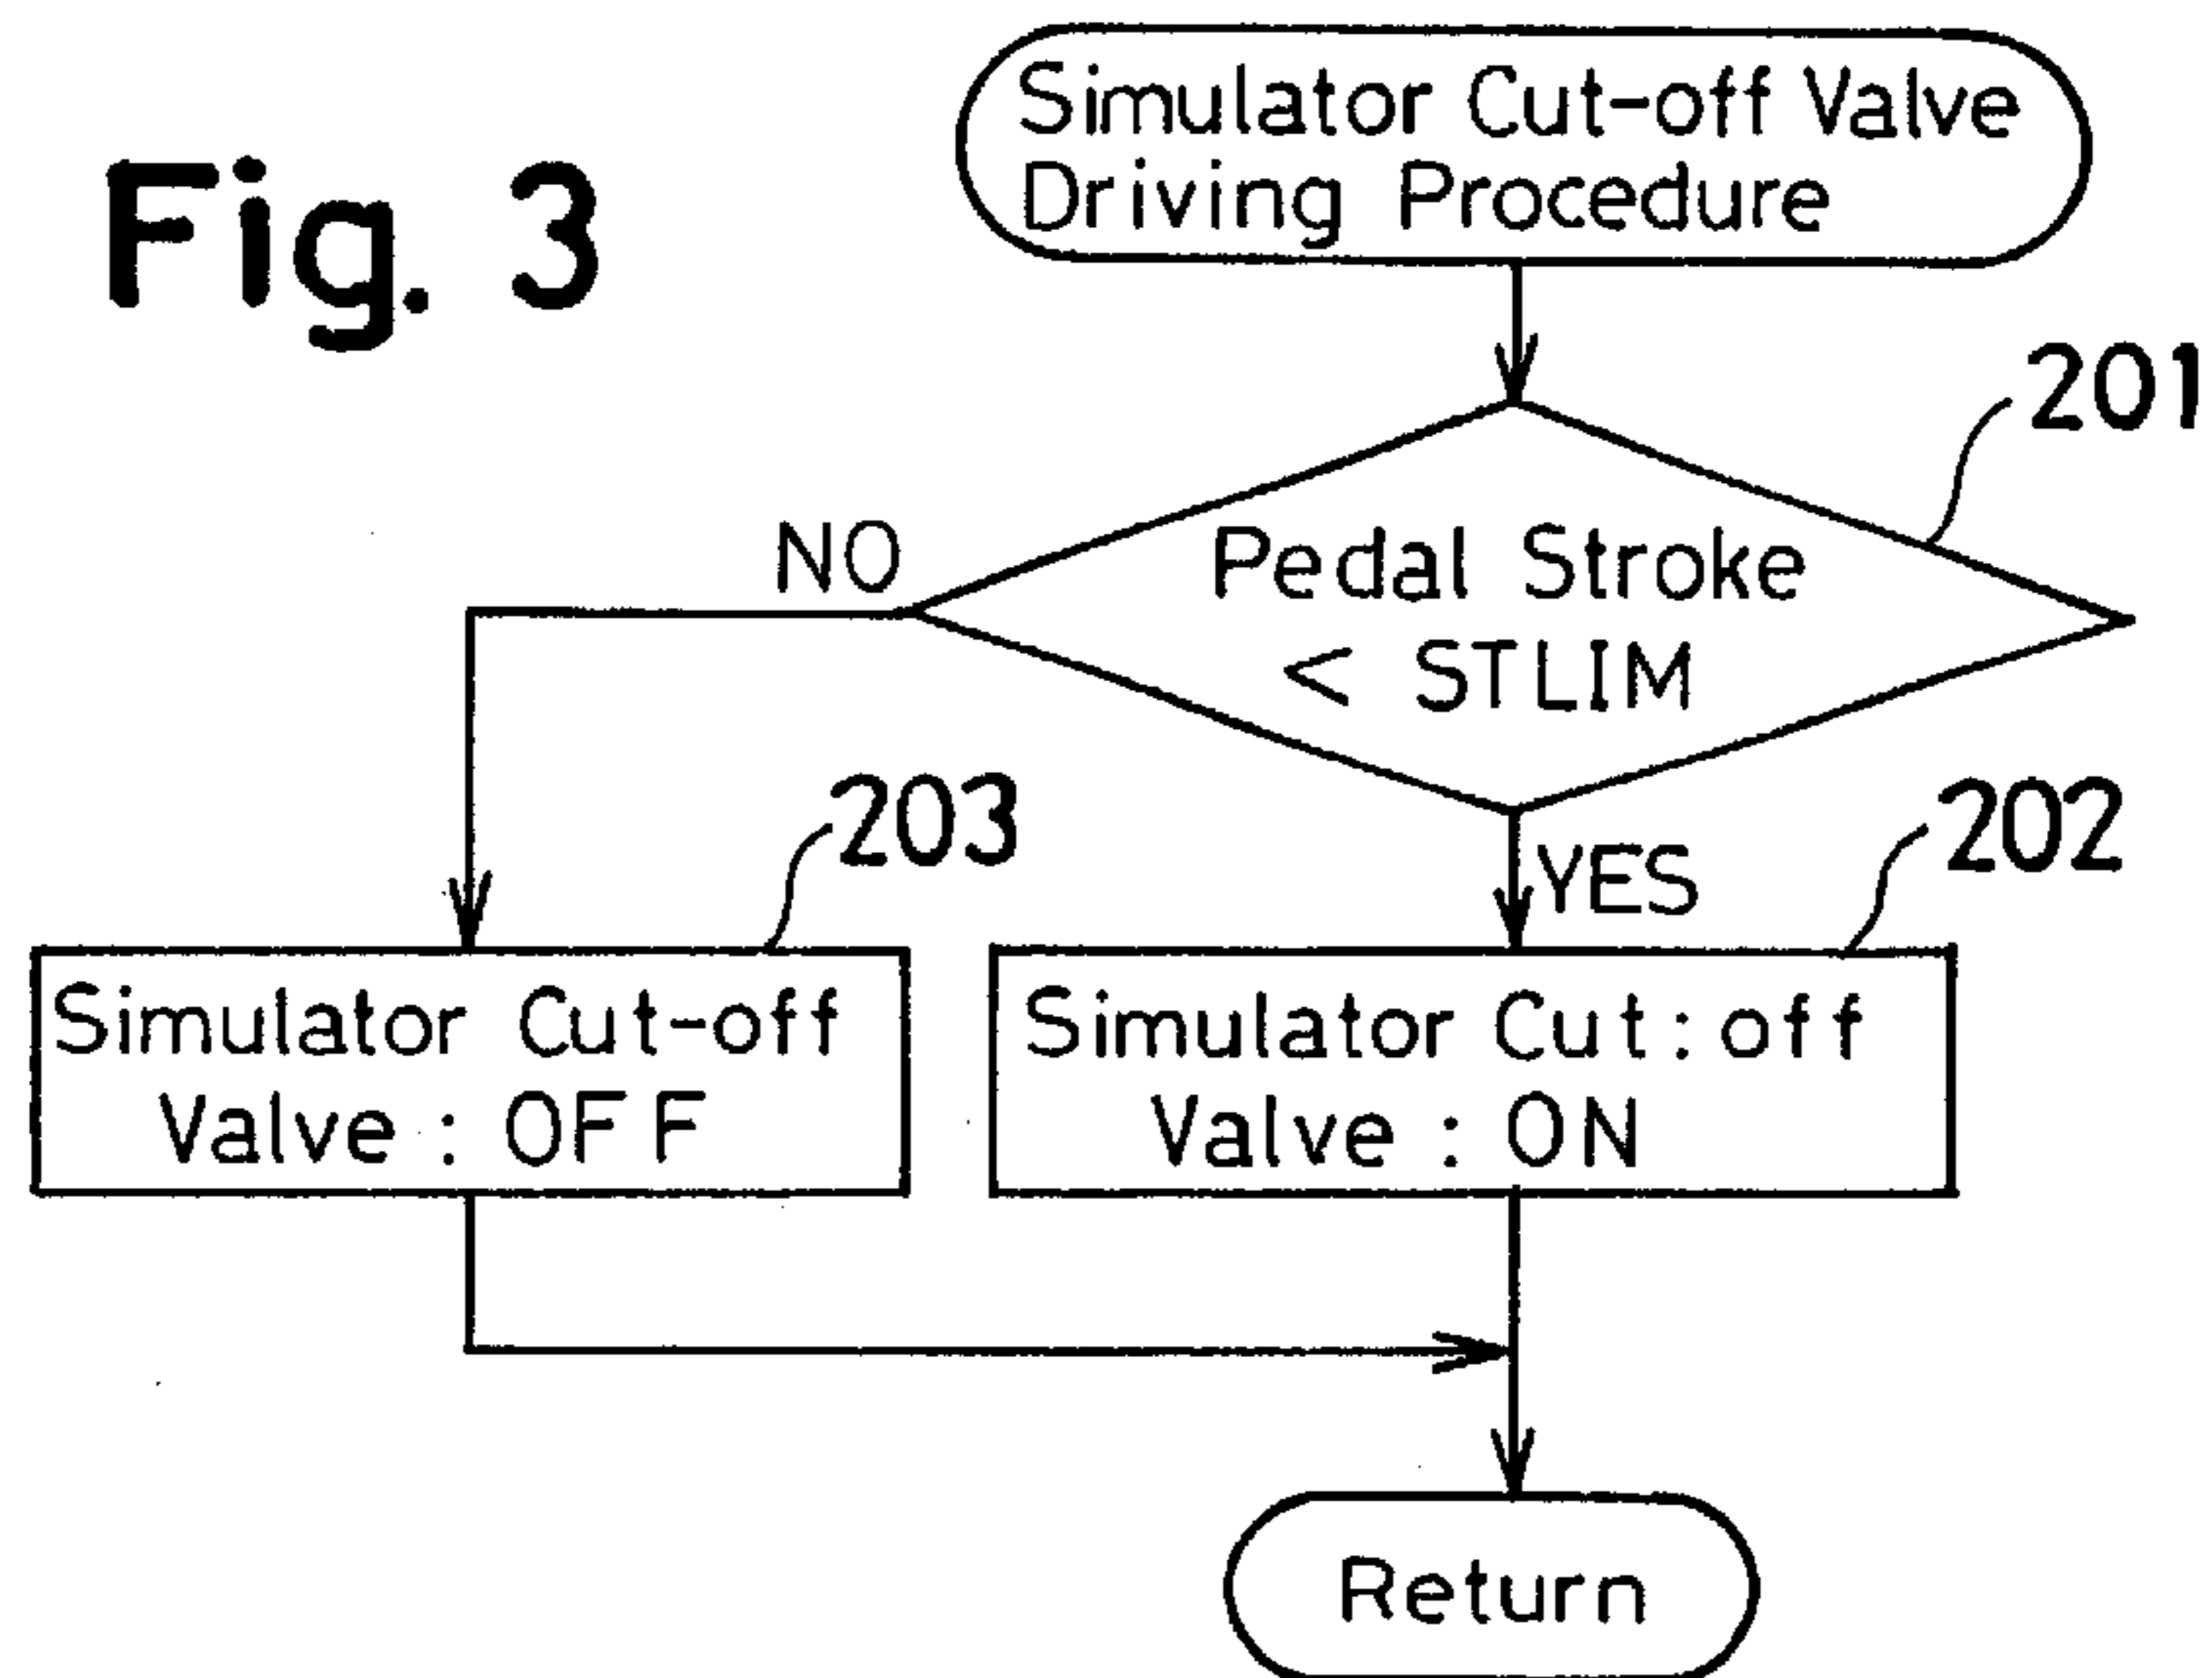 Fig. 3
Simulator Cut-off Valve
Driving Procedure
201
Pedal Stroke
< STLIM
NO
YES
203
202
Simulator Cut-off
Valve : OFF
Simulator Cut:off
Valve : ON
Return